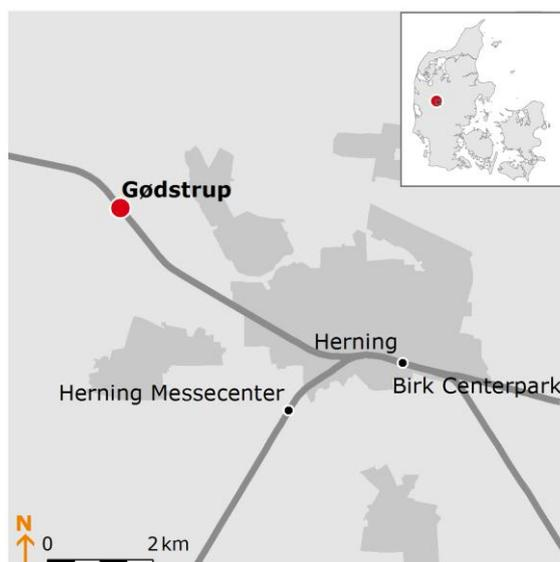 Gødstrup
Herning
Herning Messecenter
Birk Centerpark
N
0 2 km